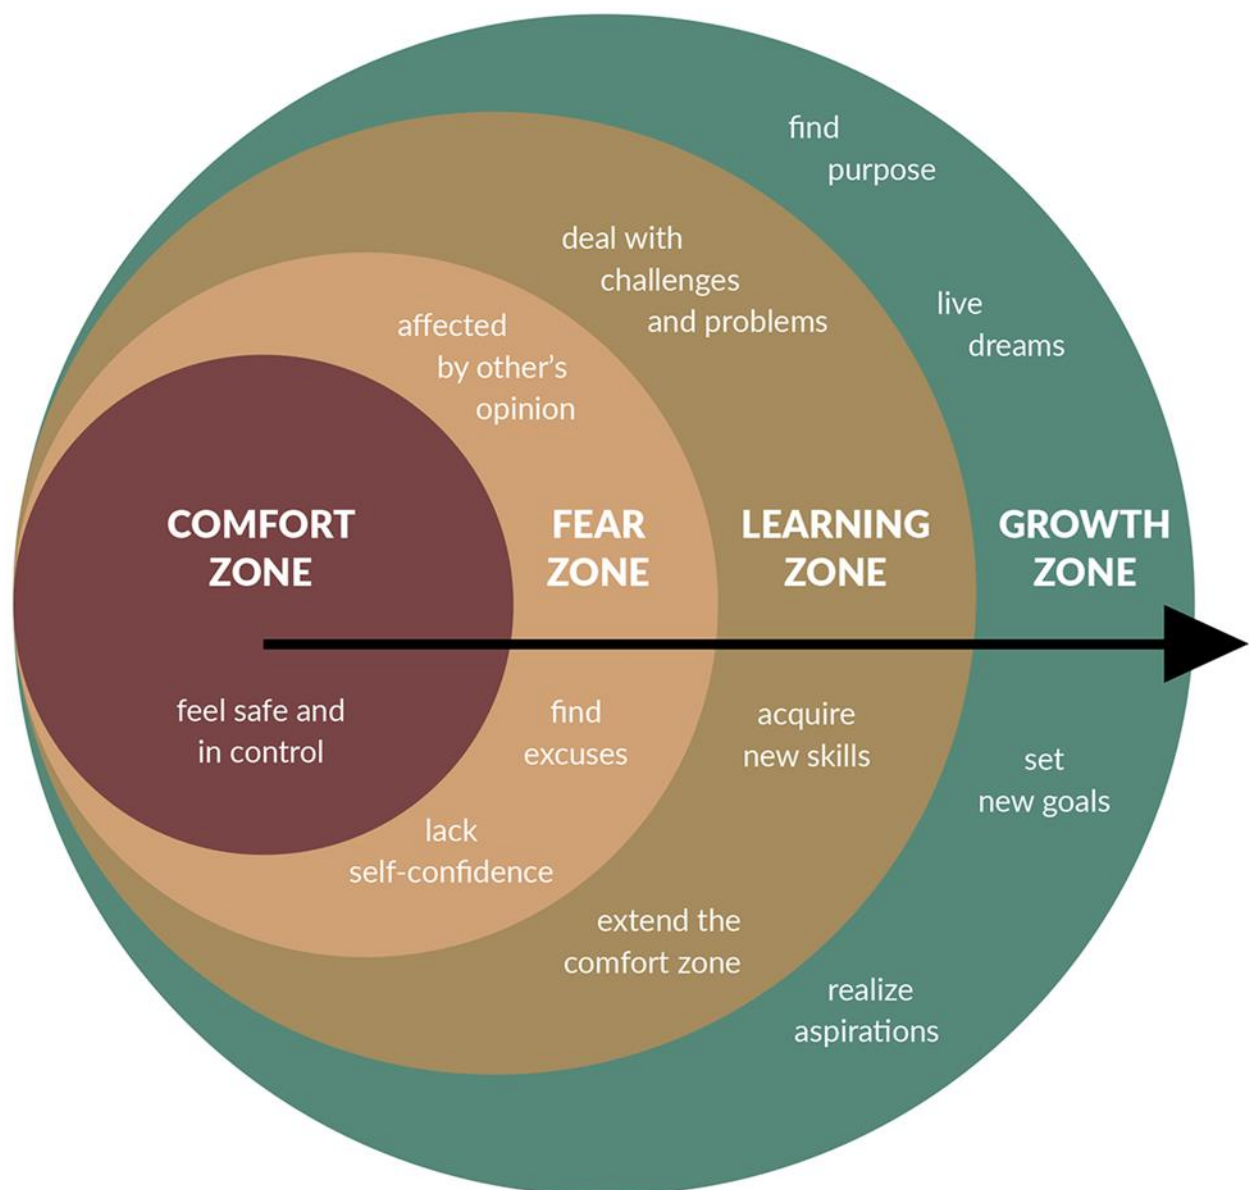 find
purpose
deal with
challenges
and problems
live
dreams
affected
by other's
opinion
COMFORT
ZONE
FEAR
ZONE
LEARNING
ZONE
GROWTH
ZONE
feel safe and
in control
find
excuses
acquire
new skills
set
new goals
lack
self-confidence
extend the
comfort zone
realize
aspirations